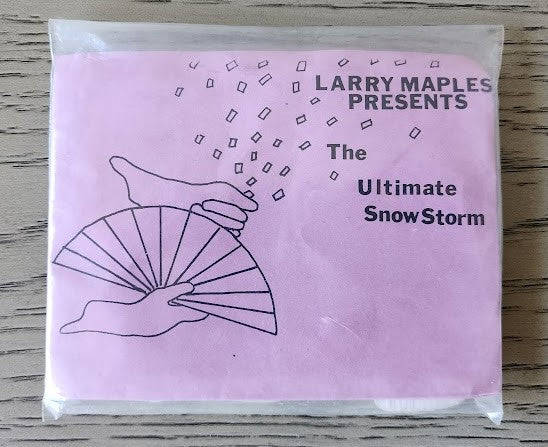 LARRY MAPLES
PRESENTS
The
Ultimate
SnowStorm